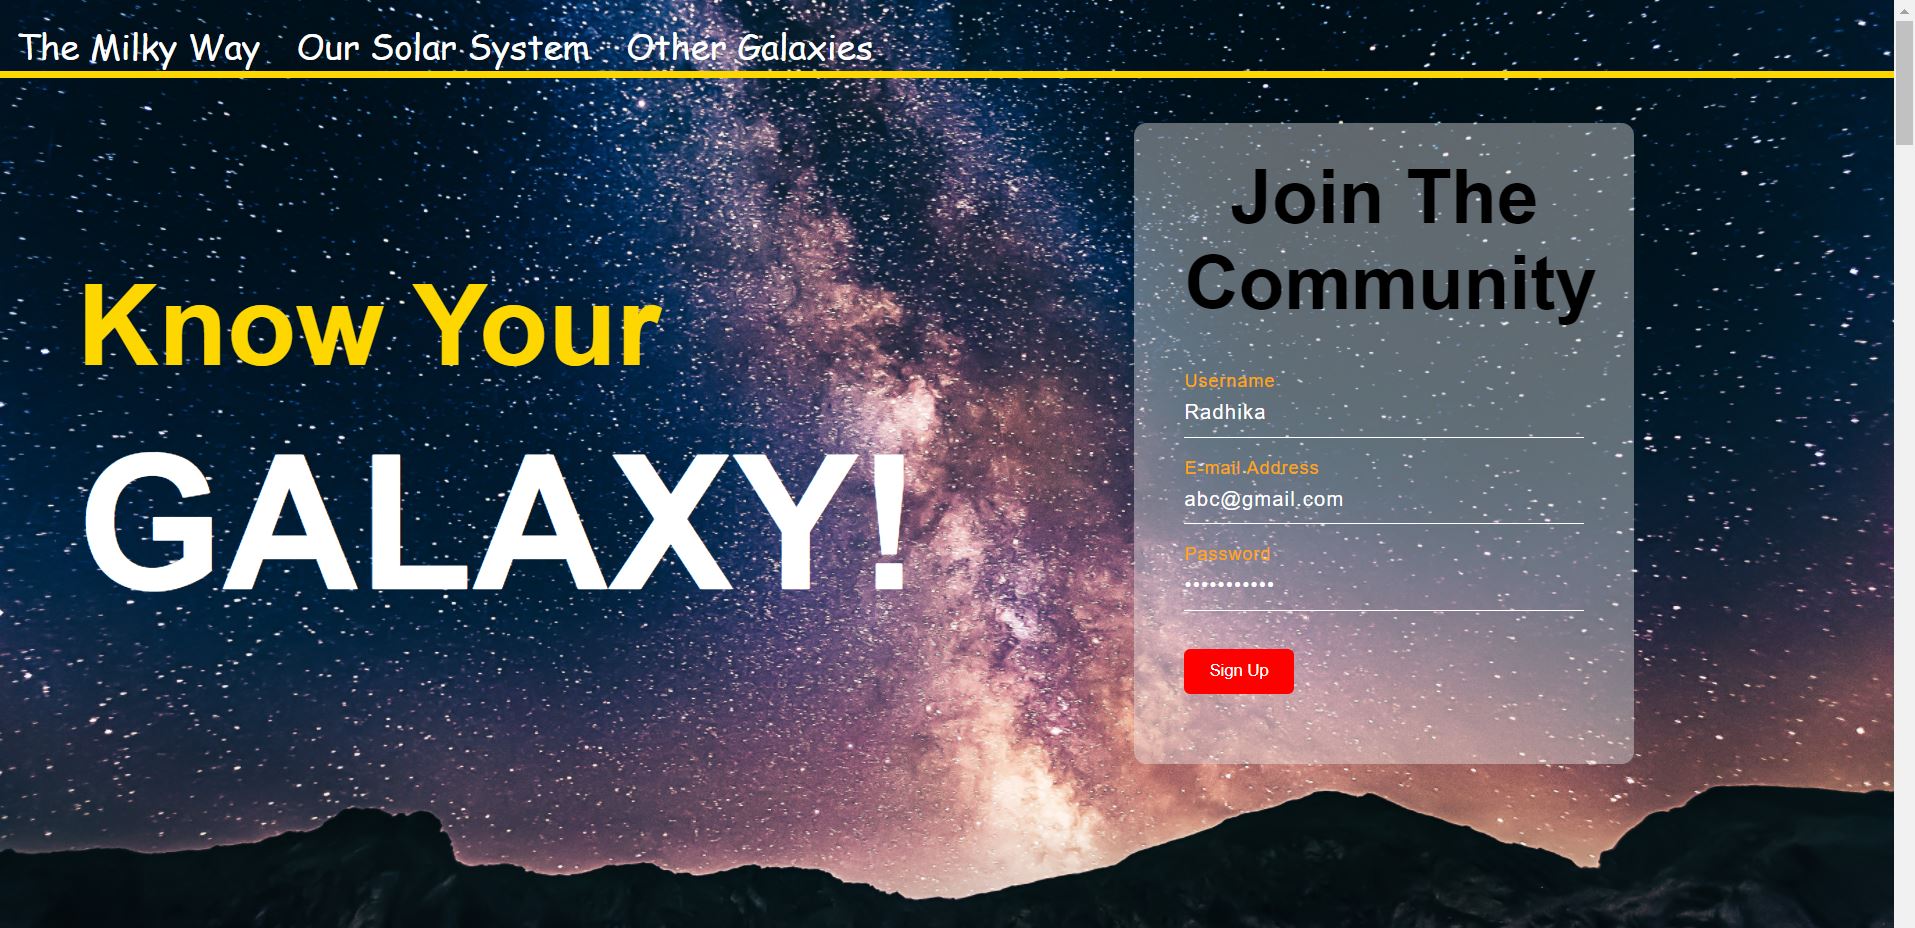 The Milky Way Our Solar System Other Galaxies
Know Your
GALAXY!
Join The
Community
Username
Radhika
E-mail Address
abc@gmail.com
Password
•••••••••••
Sign Up